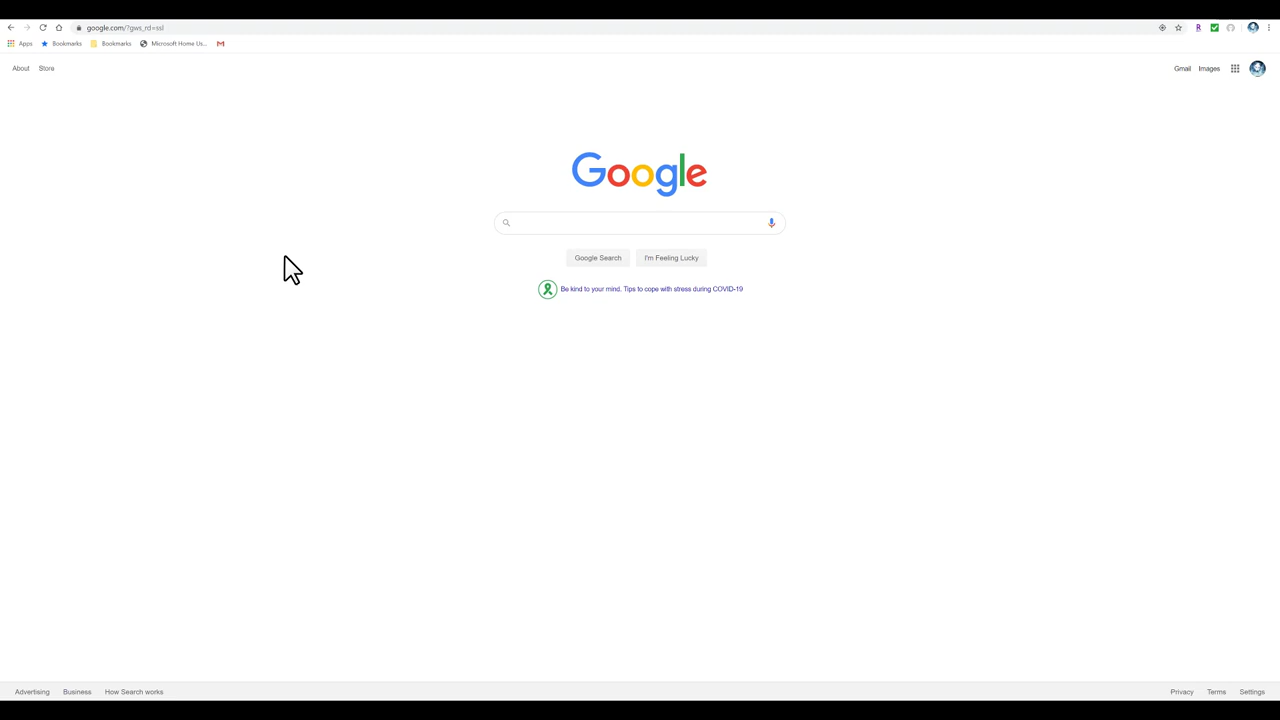 google.com/?gws_rd=ssl
Apps Bookmarks Bookmarks Microsoft Home Us...
About Store Gmail Images
Google
Google Search I'm Feeling Lucky
Be kind to your mind. Tips to cope with stress during COVID-19
Advertising Business How Search works Privacy Terms Settings